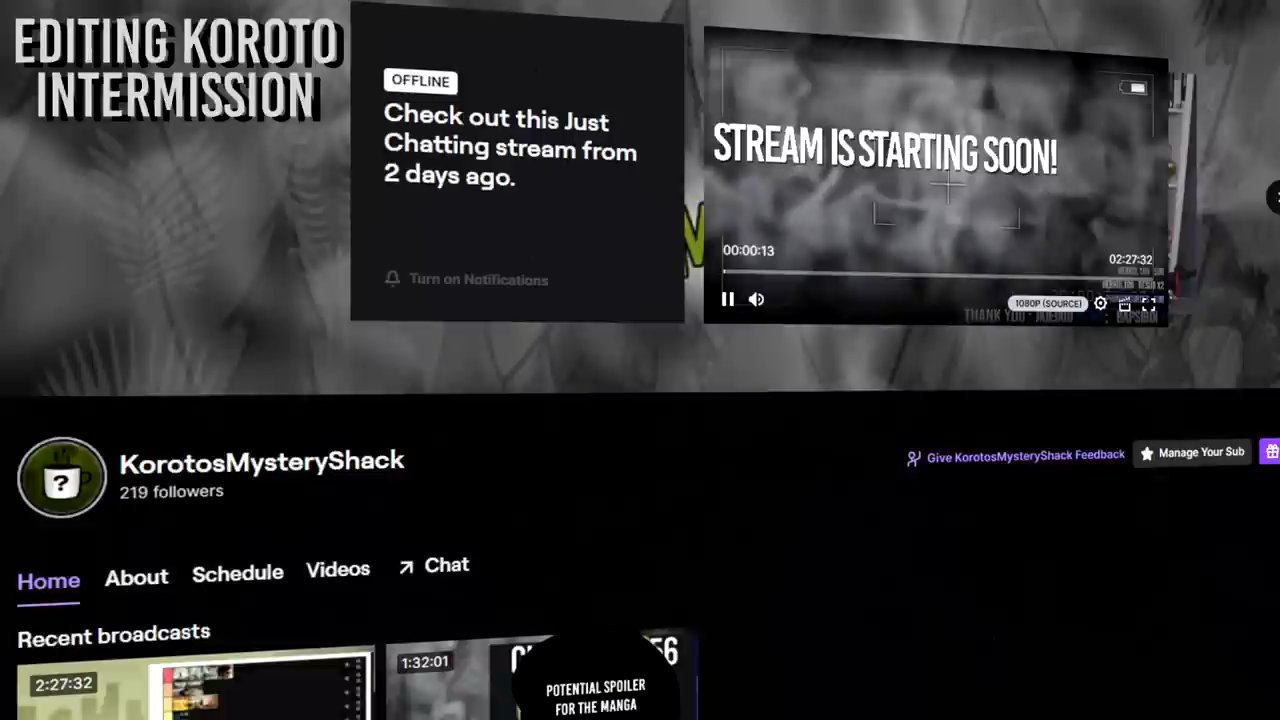 EDITING KOROTO
INTERMISSION
OFFLINE
Check out this Just
Chatting stream from
2 days ago.
Turn on Notifications
STREAM IS STARTING SOON!
00:00:13
02:27:32
1080P (SOURCE)
THANK YOU
KorotosMysteryShack
219 followers
Give KorotosMysteryShack Feedback
Manage Your Sub
Home
About
Schedule
Videos
Chat
Recent broadcasts
2:27:32
1:32:01
POTENTIAL SPOILER
FOR THE MANGA
?